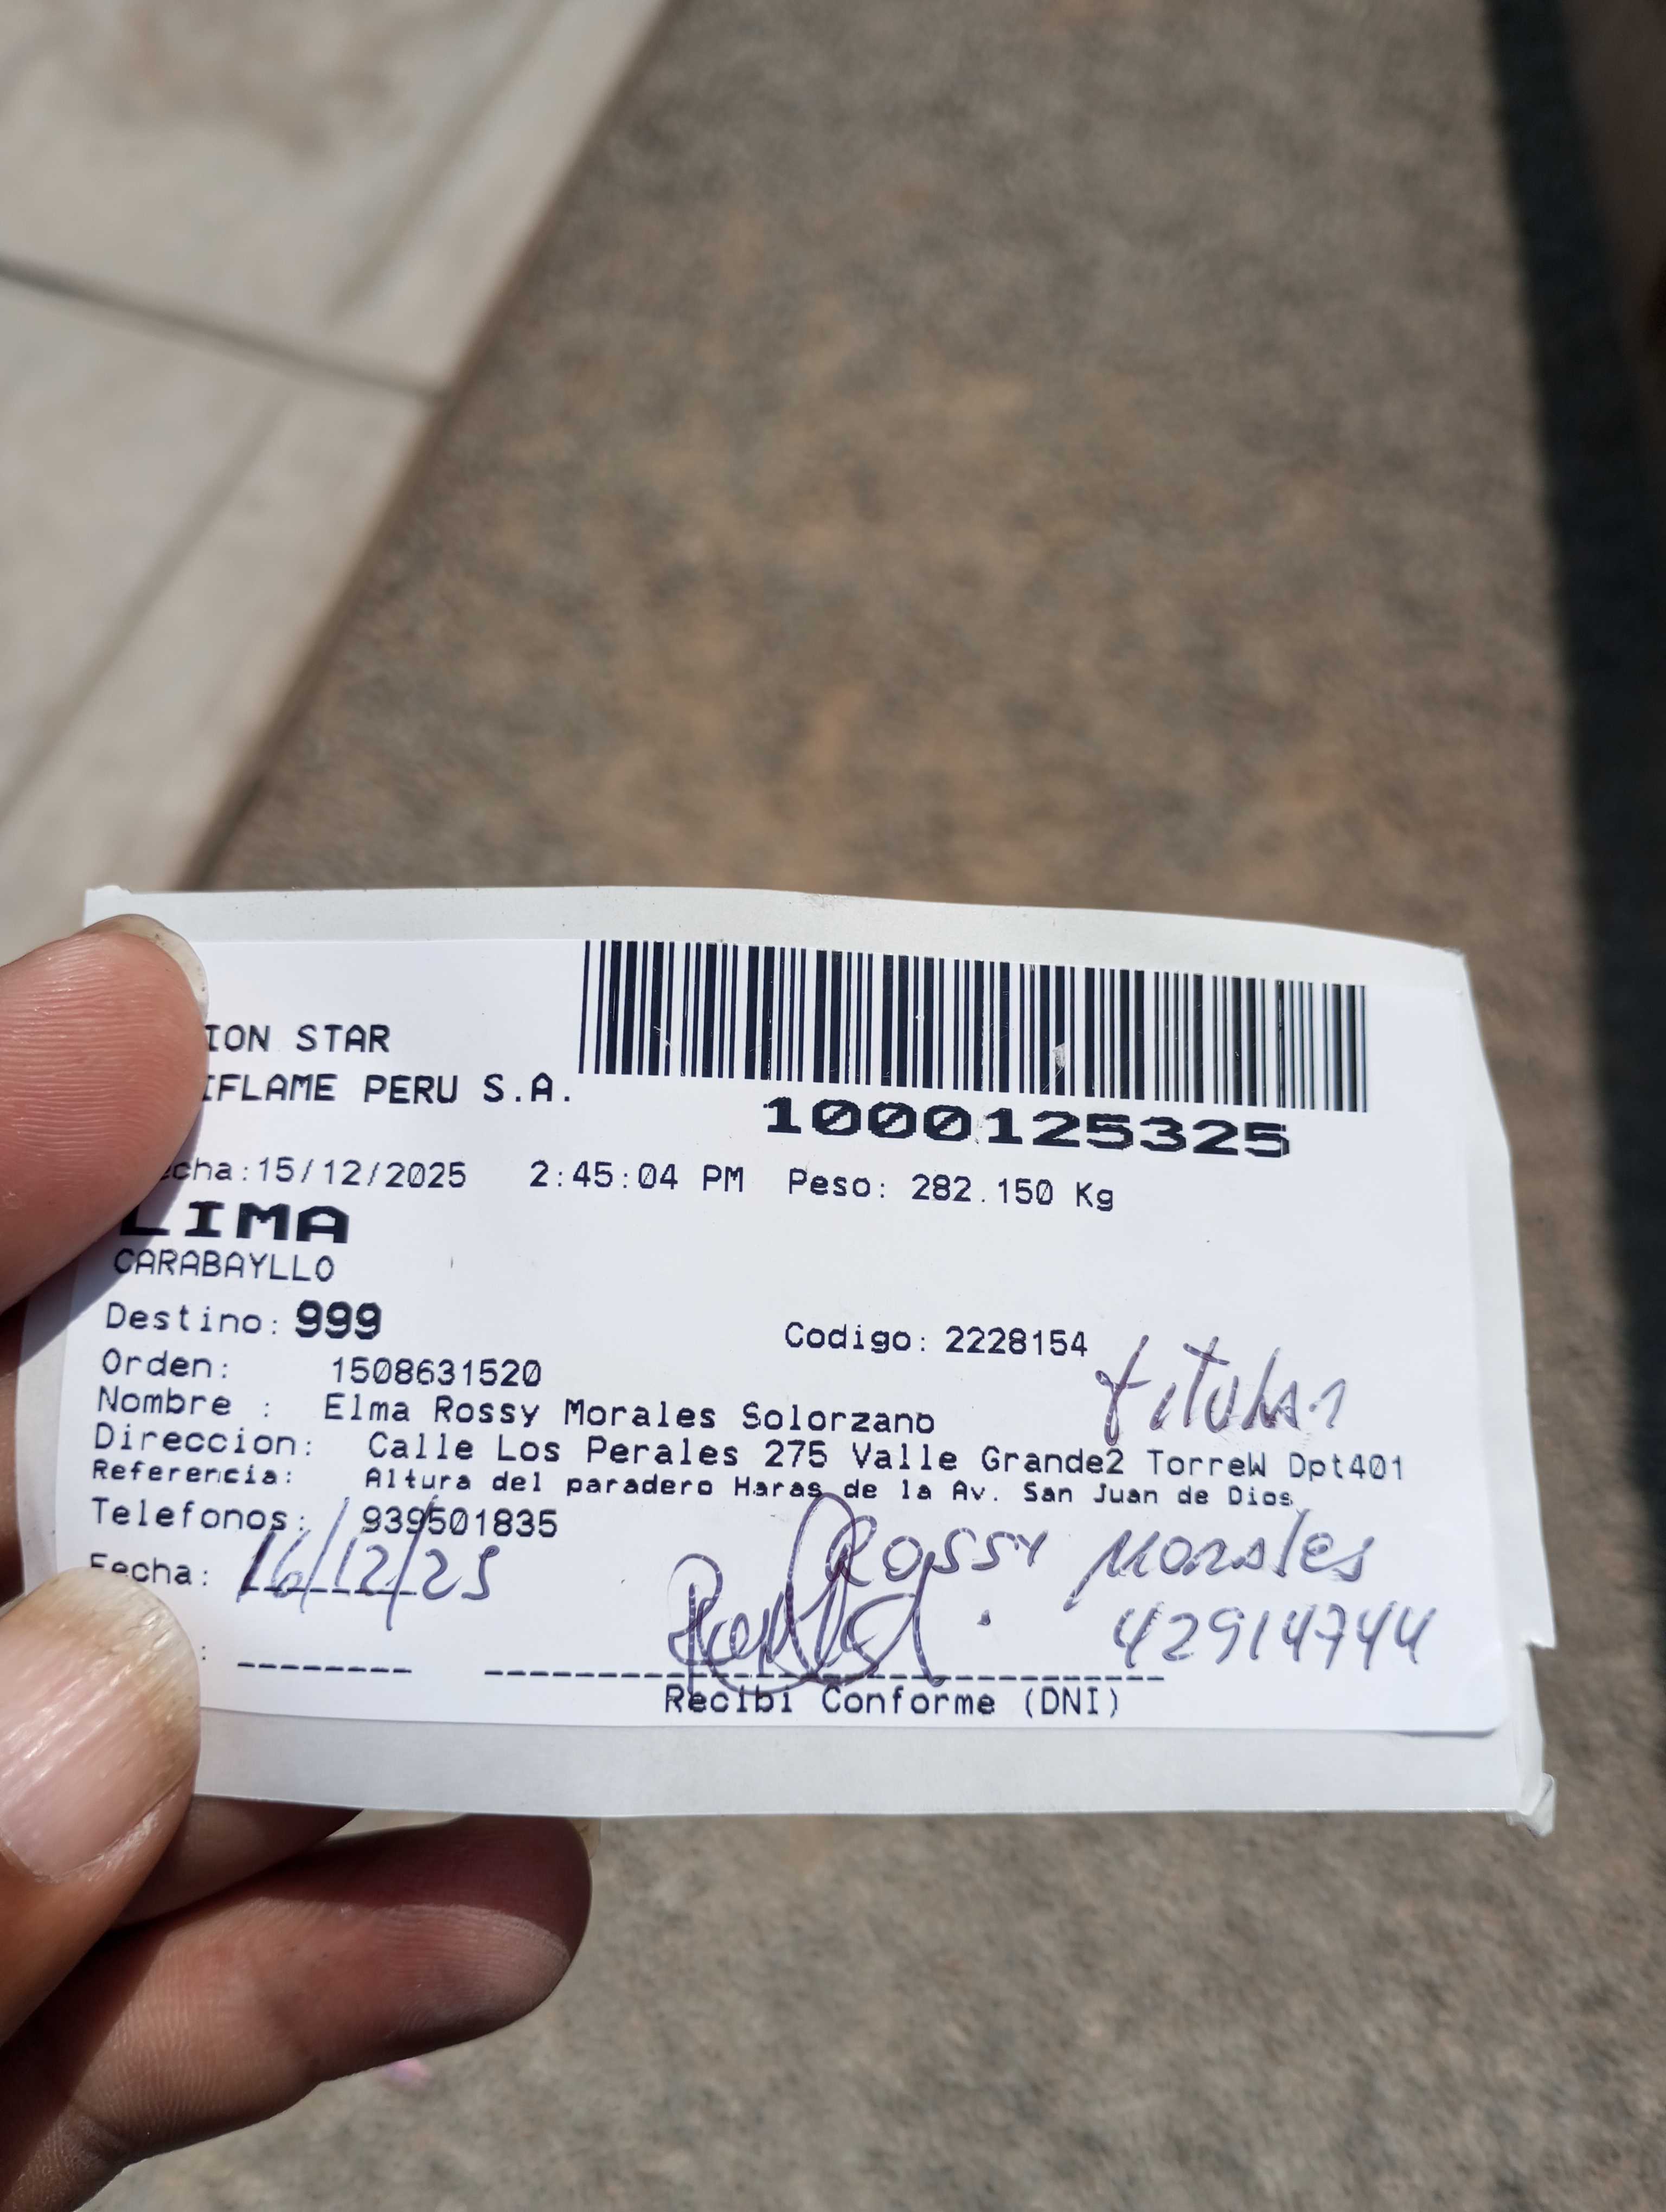 ION STAR
IFLAME PERU S.A.
1000125325
echa:15/12/2025 2:45:04 PM Peso: 282.150 Kg
LIMA
CARABAYLLO
Destino: 999
Codigo: 2228154
titular
Orden: 1508631520
Nombre : Elma Rossy Morales Solorzano
Direccion: Calle Los Perales 275 Valle Grande2 TorreW Dpt401
Referencia: Altura del paradero Haras de la Av. San Juan de Dios
Telefonos: 939501835
Rossy Morales
Fecha: 16/12/25
42914744
Recibi Conforme (DNI)